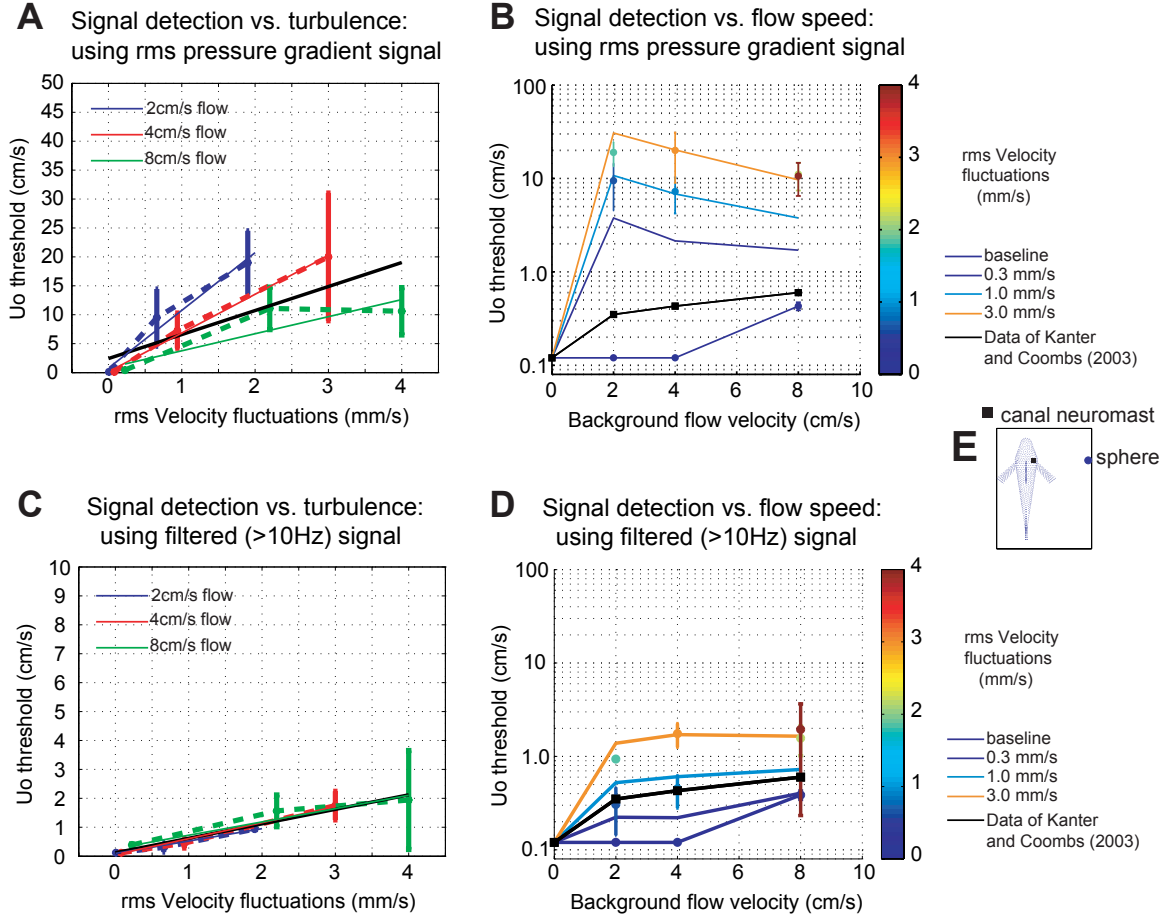 A
Signal detection vs. turbulence:
using rms pressure gradient signal
50
45
40
35
30
25
20
15
10
5
0
Uo threshold (cm/s)
2cm/s flow
4cm/s flow
8cm/s flow
0
1
2
3
4
rms Velocity fluctuations (mm/s)
B
Signal detection vs. flow speed:
using rms pressure gradient signal
100
10
1.0
0.1
Uo threshold (cm/s)
0
2
4
6
8
10
Background flow velocity (cm/s)
4
3
2
1
0
rms Velocity
fluctuations
(mm/s)
baseline
0.3 mm/s
1.0 mm/s
3.0 mm/s
Data of Kanter
and Coombs (2003)
E
canal neuromast
sphere
C
Signal detection vs. turbulence:
using filtered (>10Hz) signal
10
9
8
7
6
5
4
3
2
1
0
Uo threshold (cm/s)
2cm/s flow
4cm/s flow
8cm/s flow
0
1
2
3
4
rms Velocity fluctuations (mm/s)
D
Signal detection vs. flow speed:
using filtered (>10Hz) signal
100
10
1.0
0.1
Uo threshold (cm/s)
0
2
4
6
8
10
Background flow velocity (cm/s)
4
3
2
1
0
rms Velocity
fluctuations
(mm/s)
baseline
0.3 mm/s
1.0 mm/s
3.0 mm/s
Data of Kanter
and Coombs (2003)